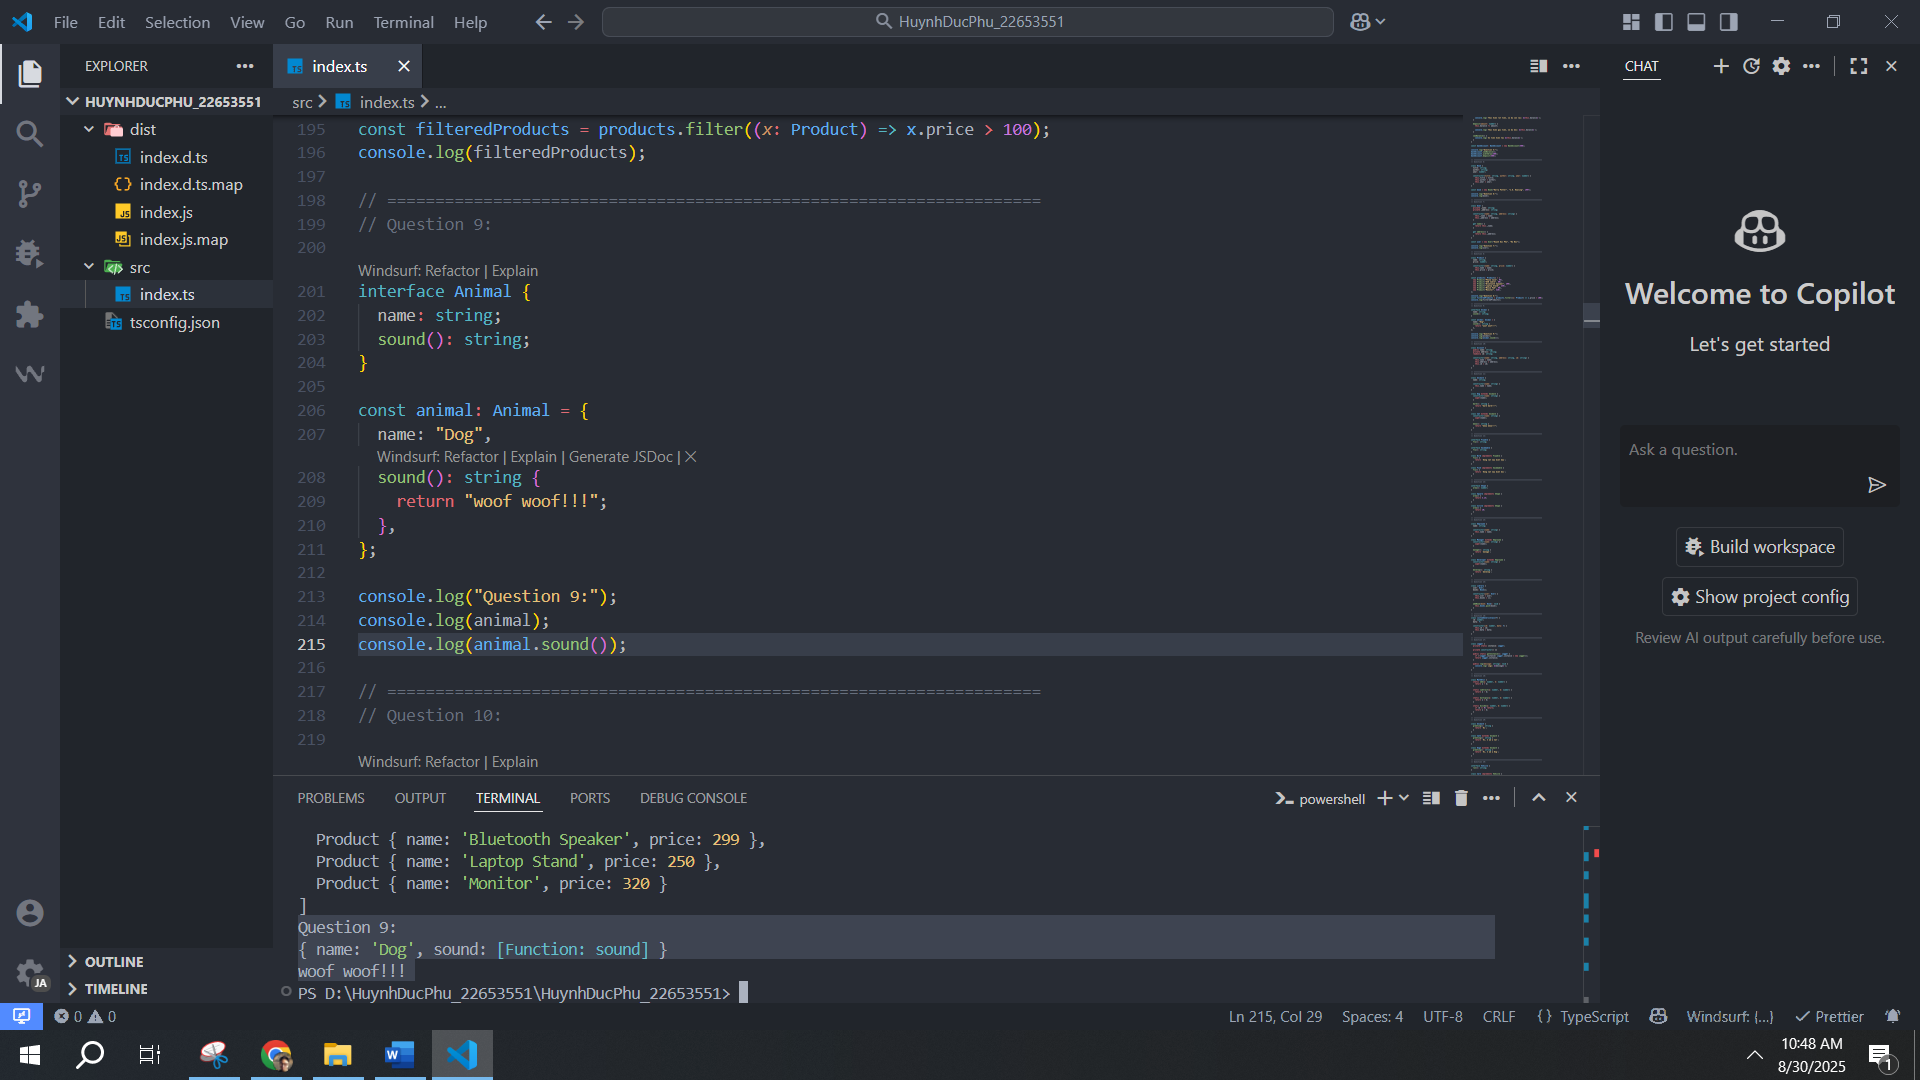 File Edit Selection View Go Run Terminal Help
HuynhDucPhu_22653551
EXPLORER
HUYNHDUCPHU_22653551
dist
index.d.ts
index.d.ts.map
index.js
index.js.map
src
index.ts
tsconfig.json
OUTLINE
TIMELINE
index.ts
src > index.ts > ...
195 const filteredProducts = products.filter((x: Product) => x.price > 100);
196 console.log(filteredProducts);
197
198 // ====================================================================
199 // Question 9:
200
Windsurf: Refactor | Explain
201 interface Animal {
202 name: string;
203 sound(): string;
204 }
205
206 const animal: Animal = {
207 name: "Dog",
Windsurf: Refactor | Explain | Generate JSDoc | X
208 sound(): string {
209 return "woof woof!!!";
210 },
211 };
212
213 console.log("Question 9:");
214 console.log(animal);
215 console.log(animal.sound());
216
217 // ====================================================================
218 // Question 10:
219
Windsurf: Refactor | Explain
PROBLEMS OUTPUT TERMINAL PORTS DEBUG CONSOLE
powershell
Product { name: 'Bluetooth Speaker', price: 299 },
Product { name: 'Laptop Stand', price: 250 },
Product { name: 'Monitor', price: 320 }
]
Question 9:
{ name: 'Dog', sound: [Function: sound] }
woof woof!!!
PS D:\HuynhDucPhu_22653551\HuynhDucPhu_22653551>
CHAT
Welcome to Copilot
Let's get started
Ask a question.
Build workspace
Show project config
Review AI output carefully before use.
JA
0 0
Ln 215, Col 29 Spaces: 4 UTF-8 CRLF {} TypeScript Windsurf: {...} Prettier
10:48 AM
8/30/2025
1